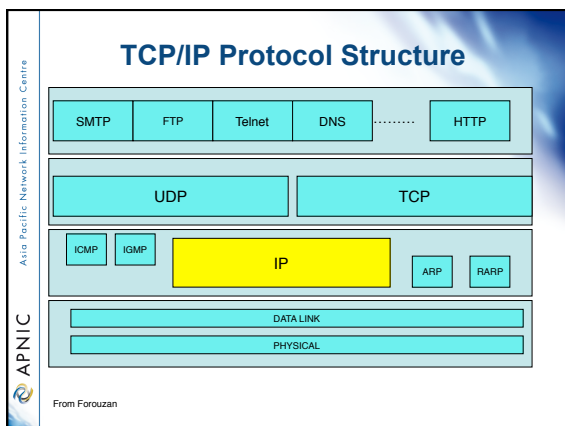 TCP/IP Protocol Structure
SMTP FTP Telnet DNS ......... HTTP
UDP TCP
ICMP IGMP IP ARP RARP
DATA LINK
PHYSICAL
From Forouzan
Asia Pacific Network Information Centre
APNIC